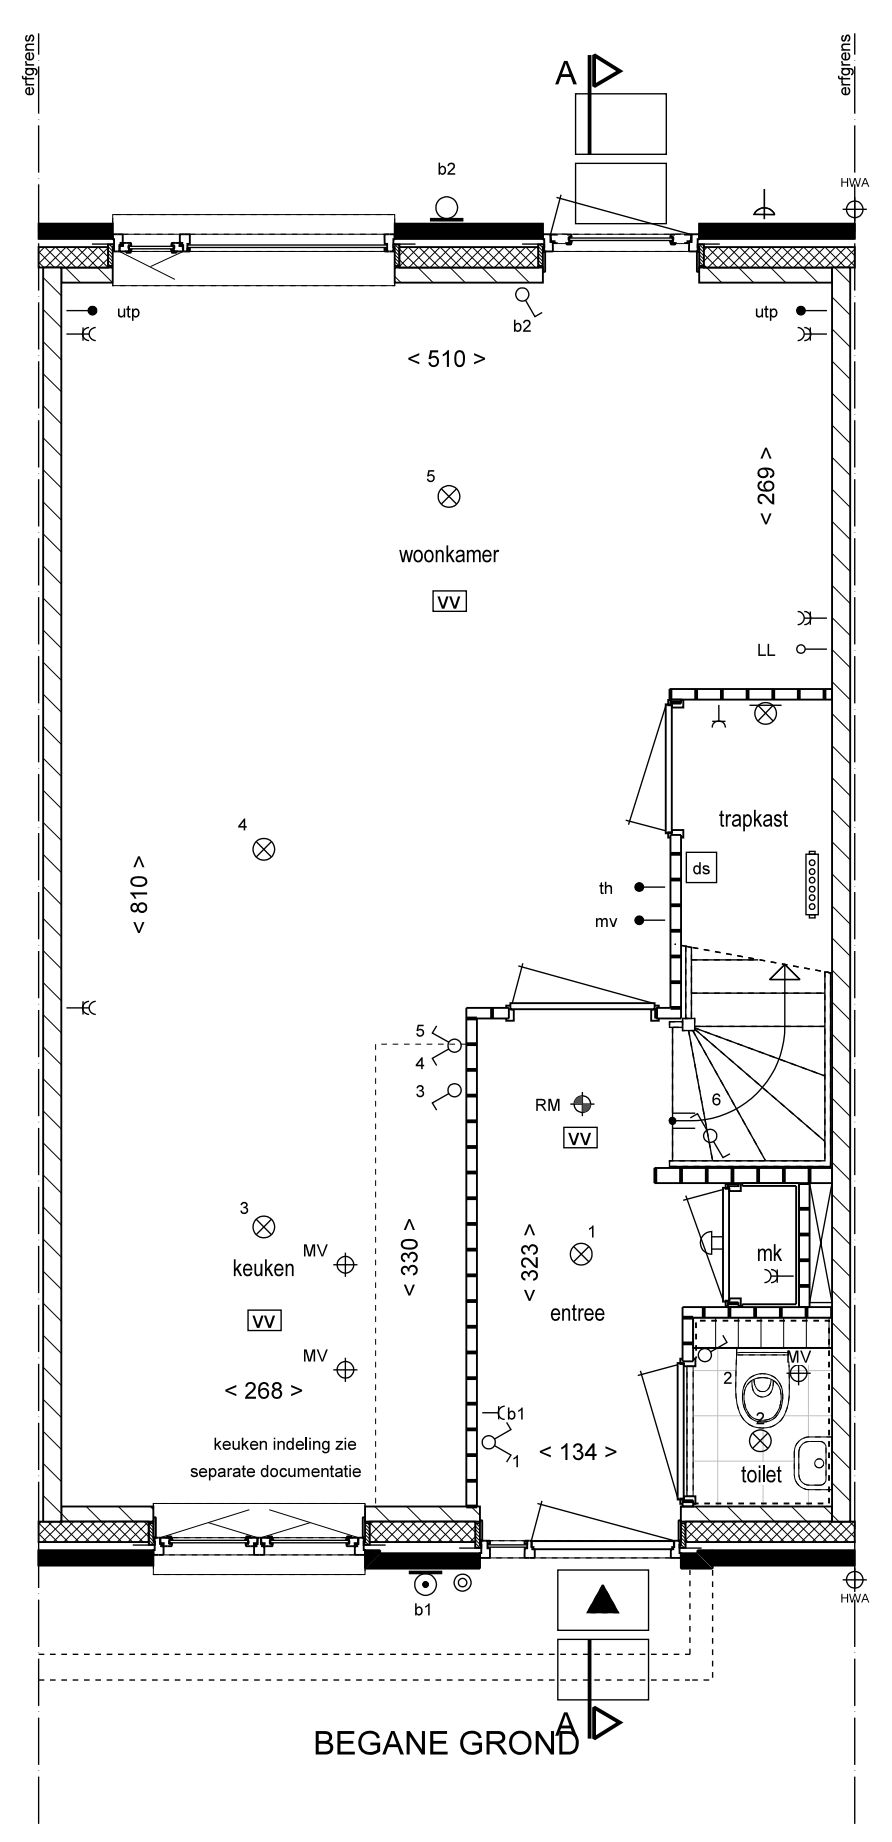 erfgrens
erfgrens
A
b2
HWA
utp
utp
b2
< 510 >
< 269 >
5
woonkamer
VV
LL
trapkast
4
ds
< 810 >
th
mv
5
4
3
RM
VV
6
3
MV
keuken
VV
< 330 >
< 323 >
1
entree
mk
MV
MV
2
< 268 >
b1
2
keuken indeling zie
separate documentatie
1
< 134 >
toilet
b1
HWA
A
BEGANE GROND